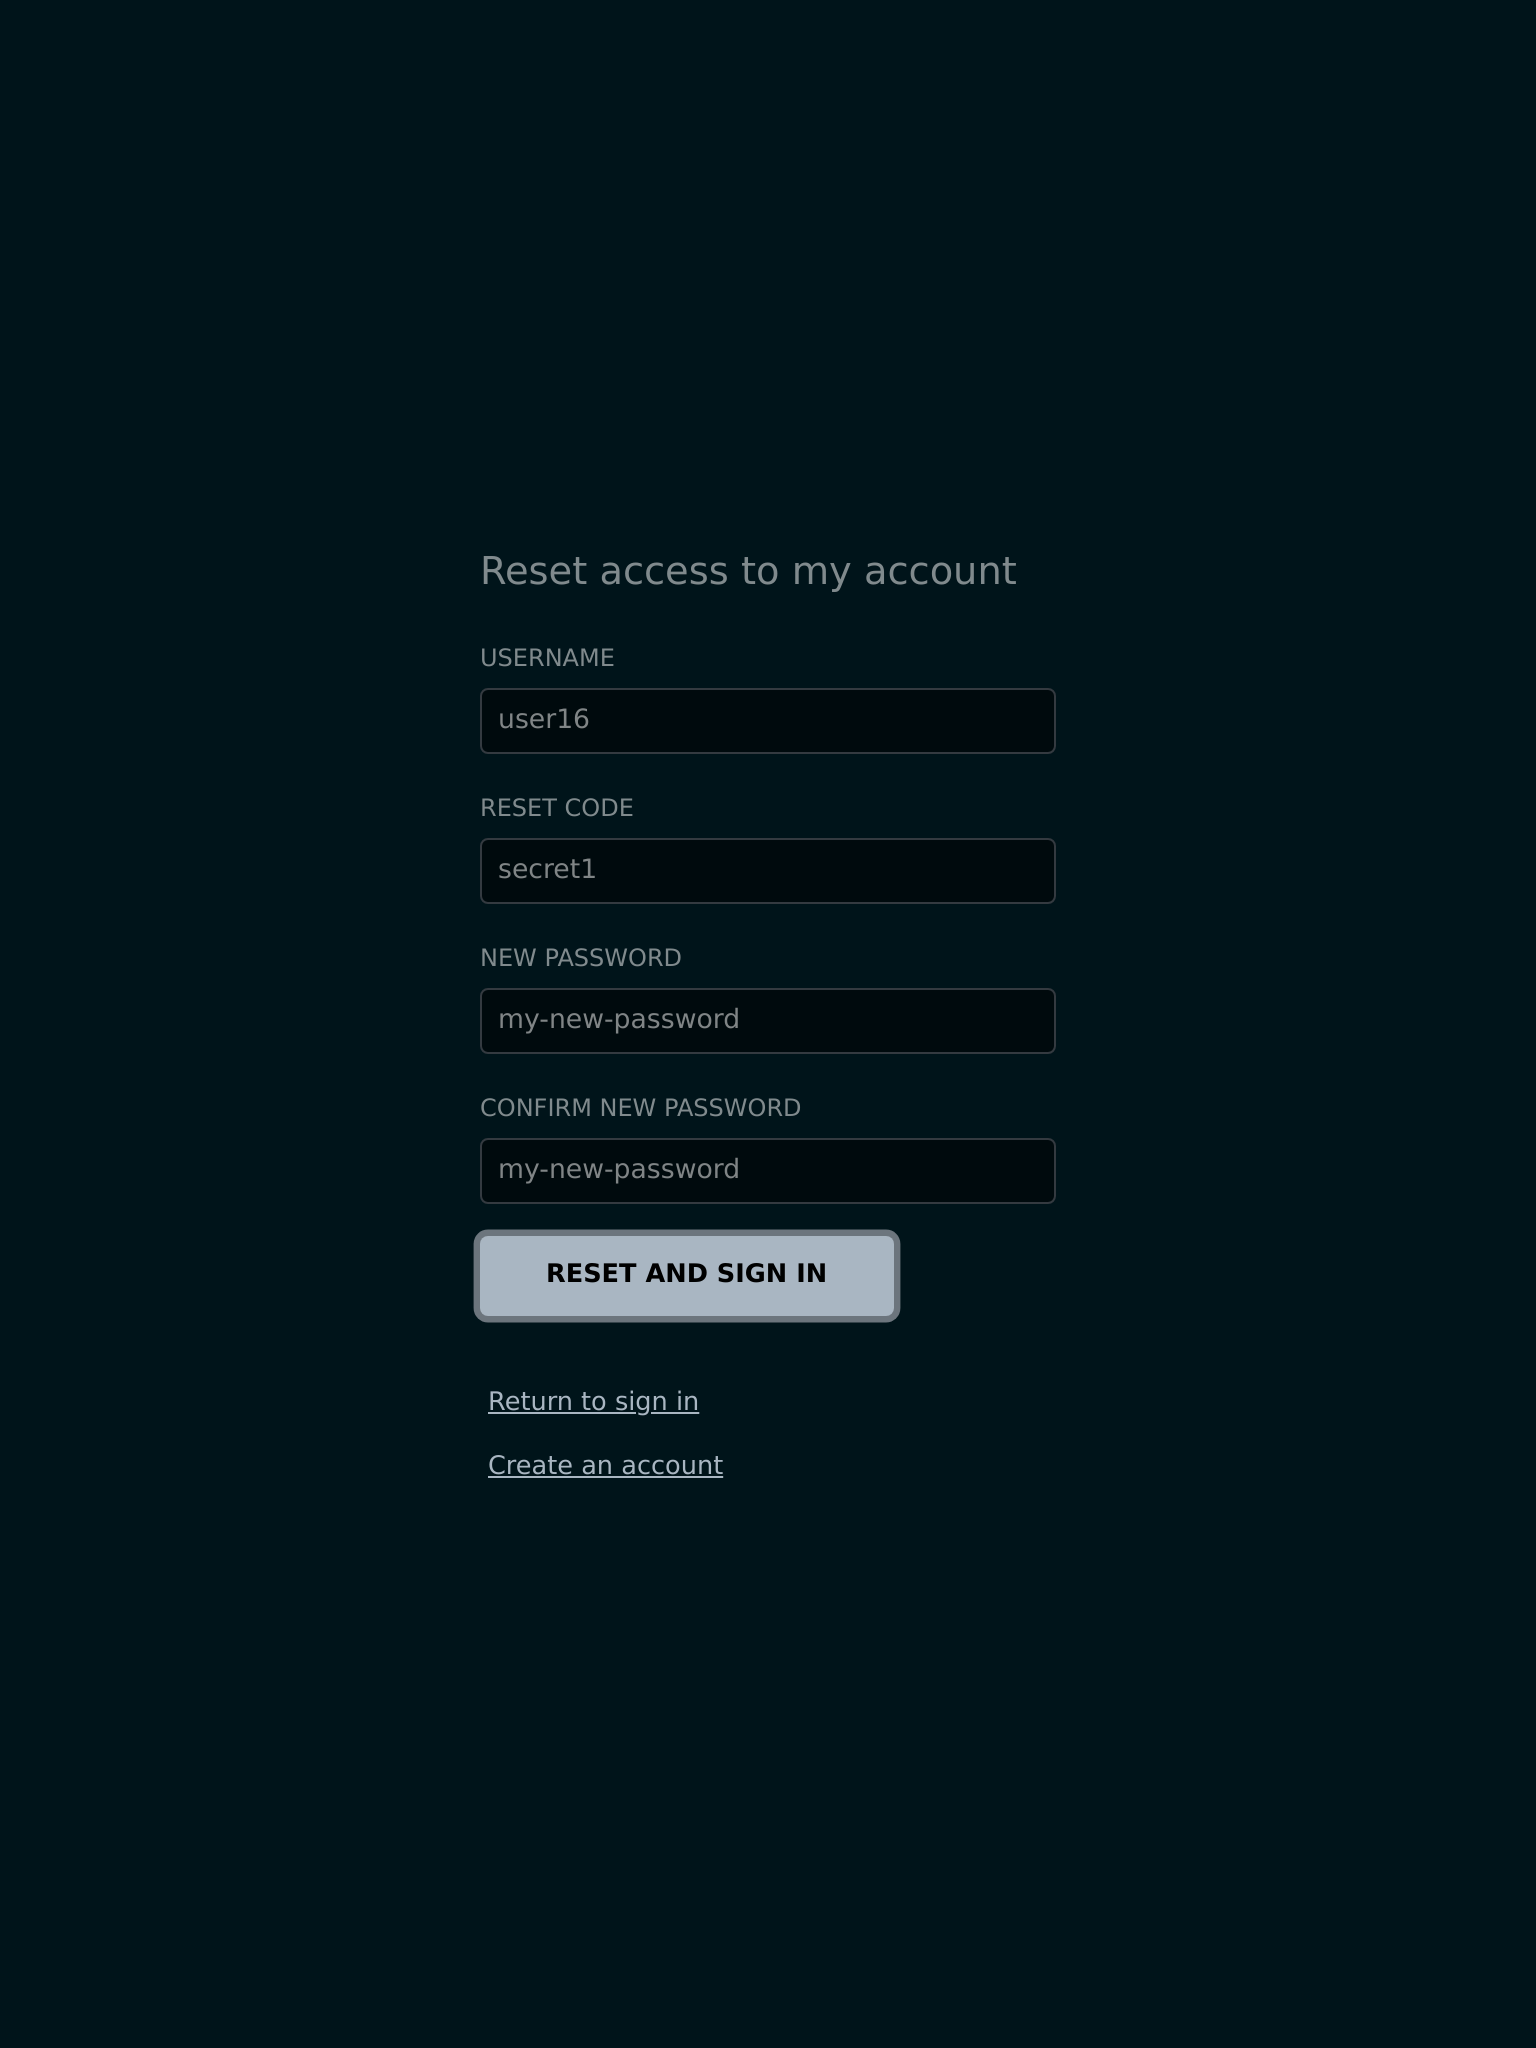 Reset access to my account
USERNAME
user16
RESET CODE
secret1
NEW PASSWORD
my-new-password
CONFIRM NEW PASSWORD
my-new-password
RESET AND SIGN IN
Return to sign in
Create an account